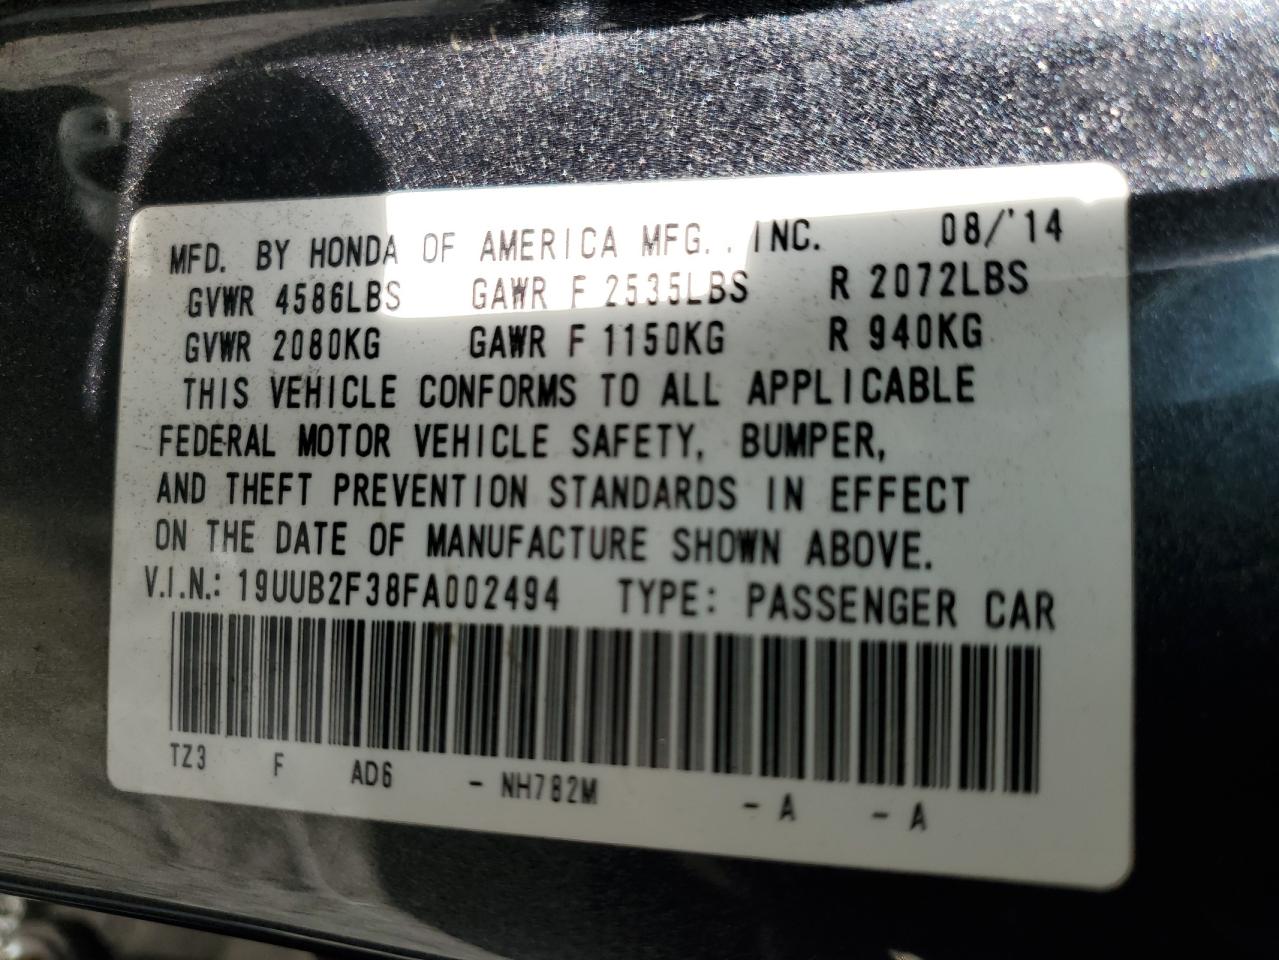 MFD. BY HONDA OF AMERICA MFG., INC. 08/'14
GVWR 4586LBS GAWR F 2535LBS R 2072LBS
GVWR 2080KG GAWR F 1150KG R 940KG
THIS VEHICLE CONFORMS TO ALL APPLICABLE
FEDERAL MOTOR VEHICLE SAFETY, BUMPER,
AND THEFT PREVENTION STANDARDS IN EFFECT
ON THE DATE OF MANUFACTURE SHOWN ABOVE.
V.I.N.: 19UUB2F38FA002494 TYPE: PASSENGER CAR
TZ3 F AD6 - NH782M - A - A